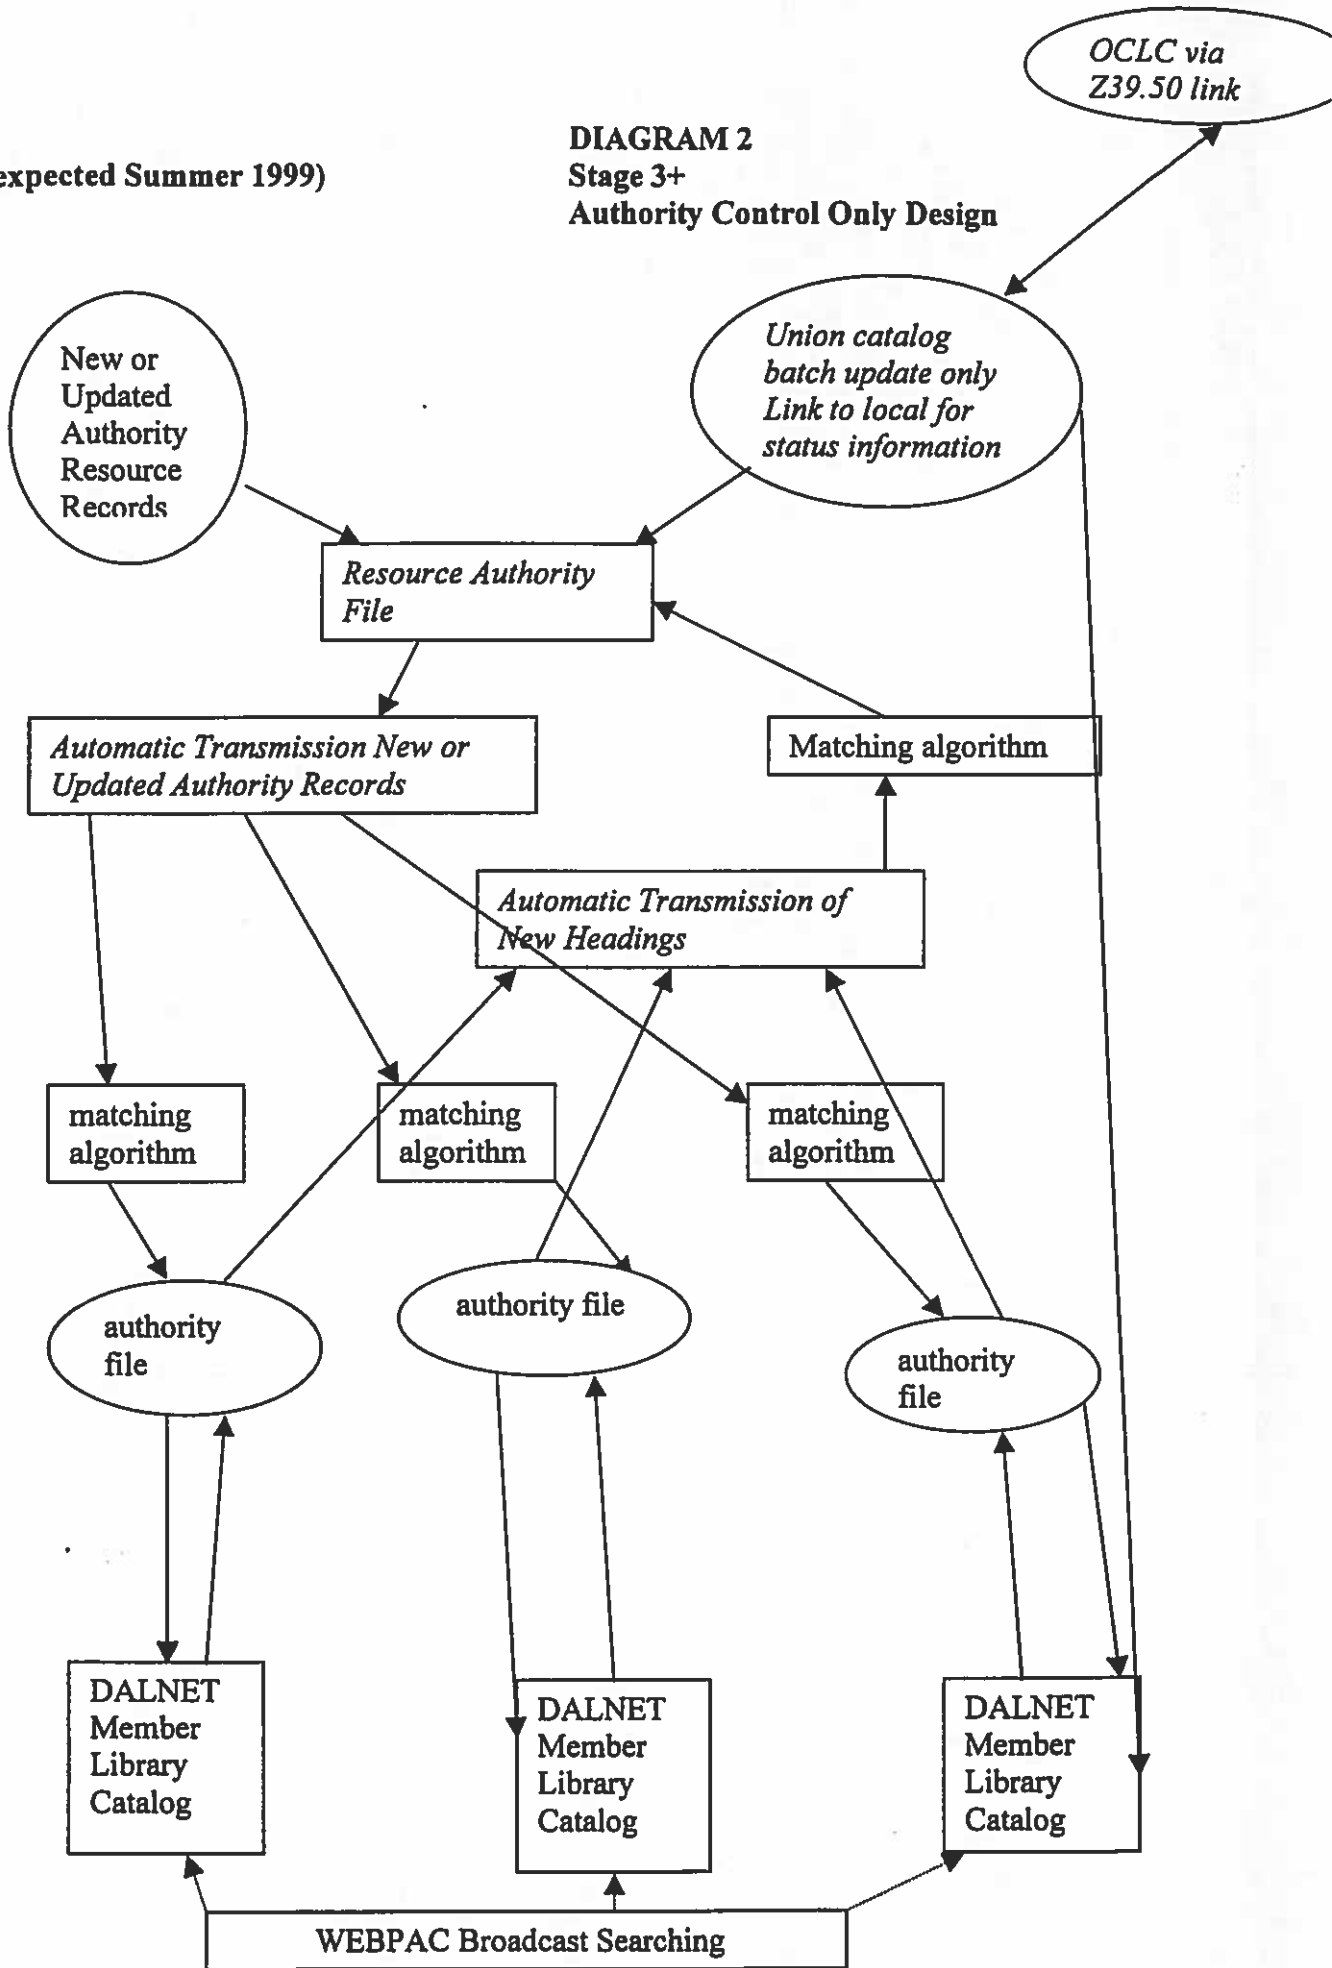 OCLC via
Z39.50 link
DIAGRAM 2
expected Summer 1999)
Stage 3+
Authority Control Only Design
New or
Updated
Authority
Resource
Records
Union catalog
batch update only
Link to local for
status information
Resource Authority
File
Automatic Transmission New or
Updated Authority Records
Matching algorithm
Automatic Transmission of
New Headings
matching
algorithm
matching
algorithm
matching
algorithm
authority
file
authority file
authority
file
DALNET
Member
Library
Catalog
DALNET
Member
Library
Catalog
DALNET
Member
Library
Catalog
WEBPAC Broadcast Searching